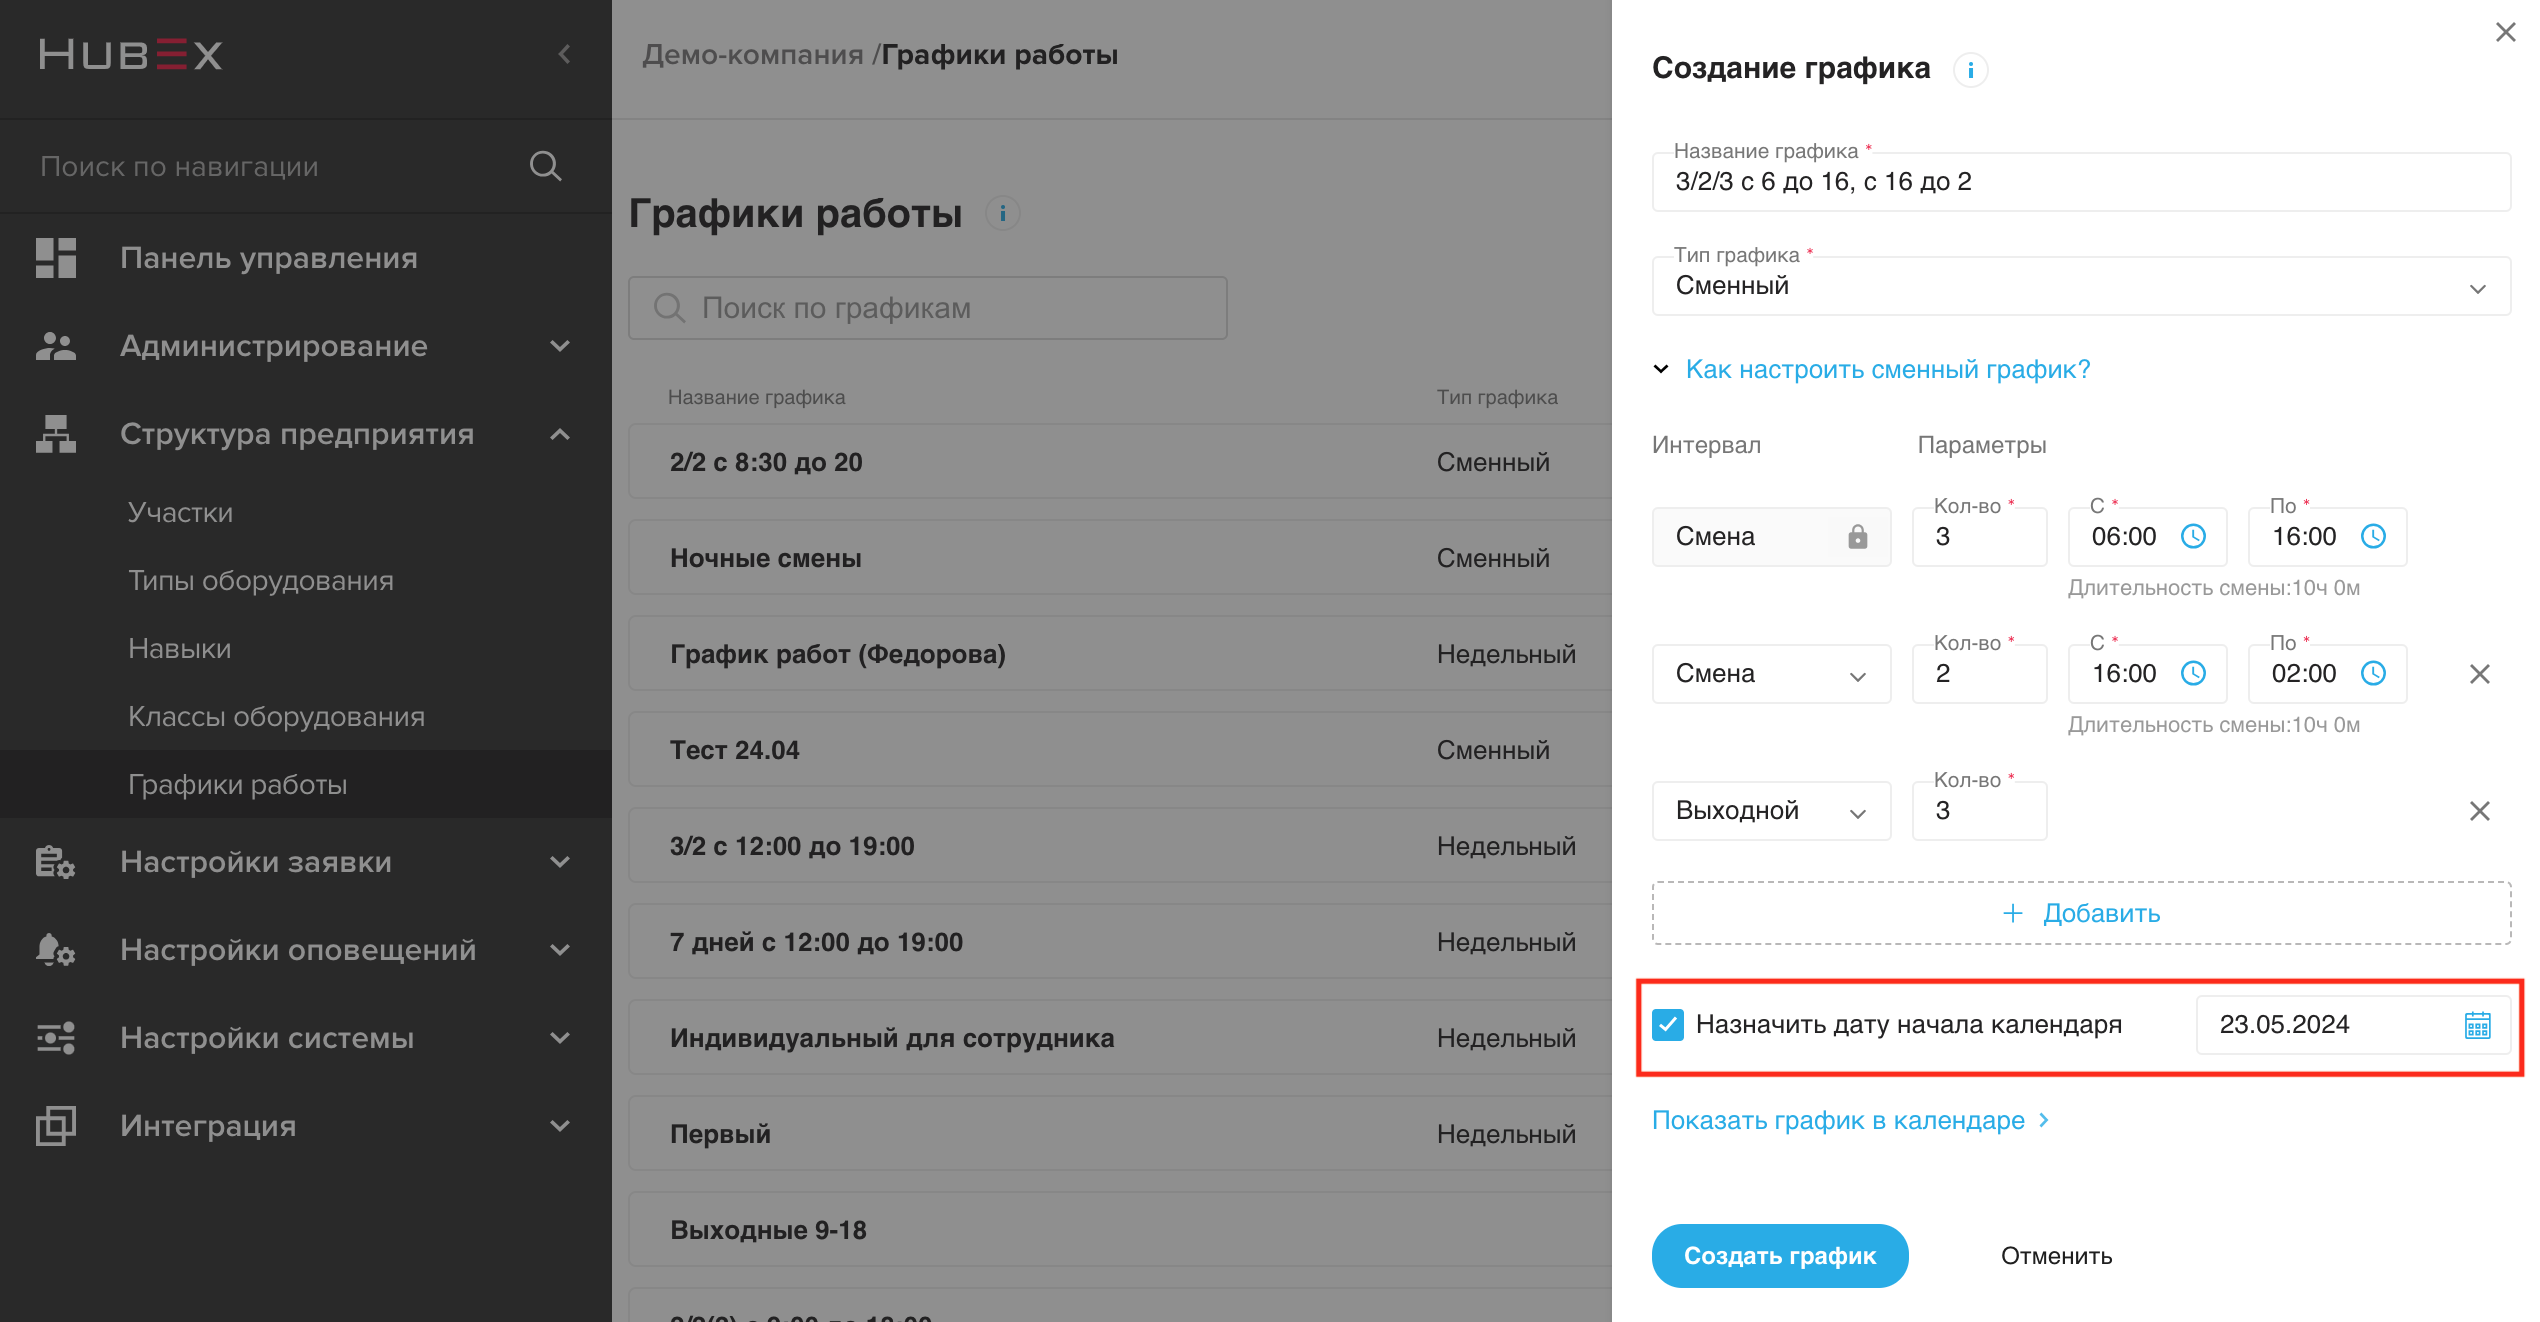 HUBEX
Поиск по навигации
Панель управления
Администрирование
Структура предприятия
Участки
Типы оборудования
Навыки
Классы оборудования
Графики работы
Настройки заявки
Настройки оповещений
Настройки системы
Интеграция
Демо-компания /Графики работы
Графики работы i
Поиск по графикам
Название графика Тип графика
2/2 с 8:30 до 20 Сменный
Ночные смены Сменный
График работ (Федорова) Недельный
Тест 24.04 Сменный
3/2 с 12:00 до 19:00 Недельный
7 дней с 12:00 до 19:00 Недельный
Индивидуальный для сотрудника Недельный
Первый Недельный
Выходные 9-18
Создание графика i
Название графика *
3/2/3 с 6 до 16, с 16 до 2
Тип графика *
Сменный
Как настроить сменный график?
Интервал Параметры
Кол-во * С * По *
Смена 3 06:00 16:00
Длительность смены:10ч 0м
Кол-во * С * По *
Смена 2 16:00 02:00
Длительность смены:10ч 0м
Кол-во *
Выходной 3
+ Добавить
Назначить дату начала календаря 23.05.2024
Показать график в календаре
Создать график Отменить